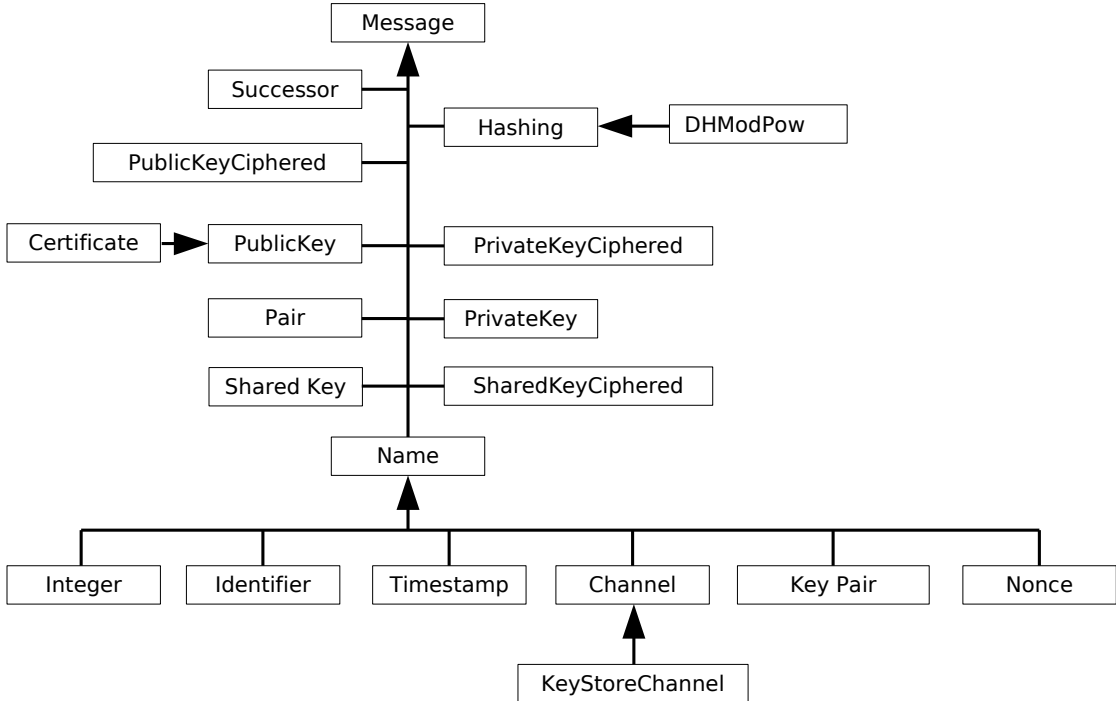 Message
Successor
Hashing
DHModPow
PublicKeyCiphered
Certificate
PublicKey
PrivateKeyCiphered
Pair
PrivateKey
Shared Key
SharedKeyCiphered
Name
Integer
Identifier
Timestamp
Channel
Key Pair
Nonce
KeyStoreChannel